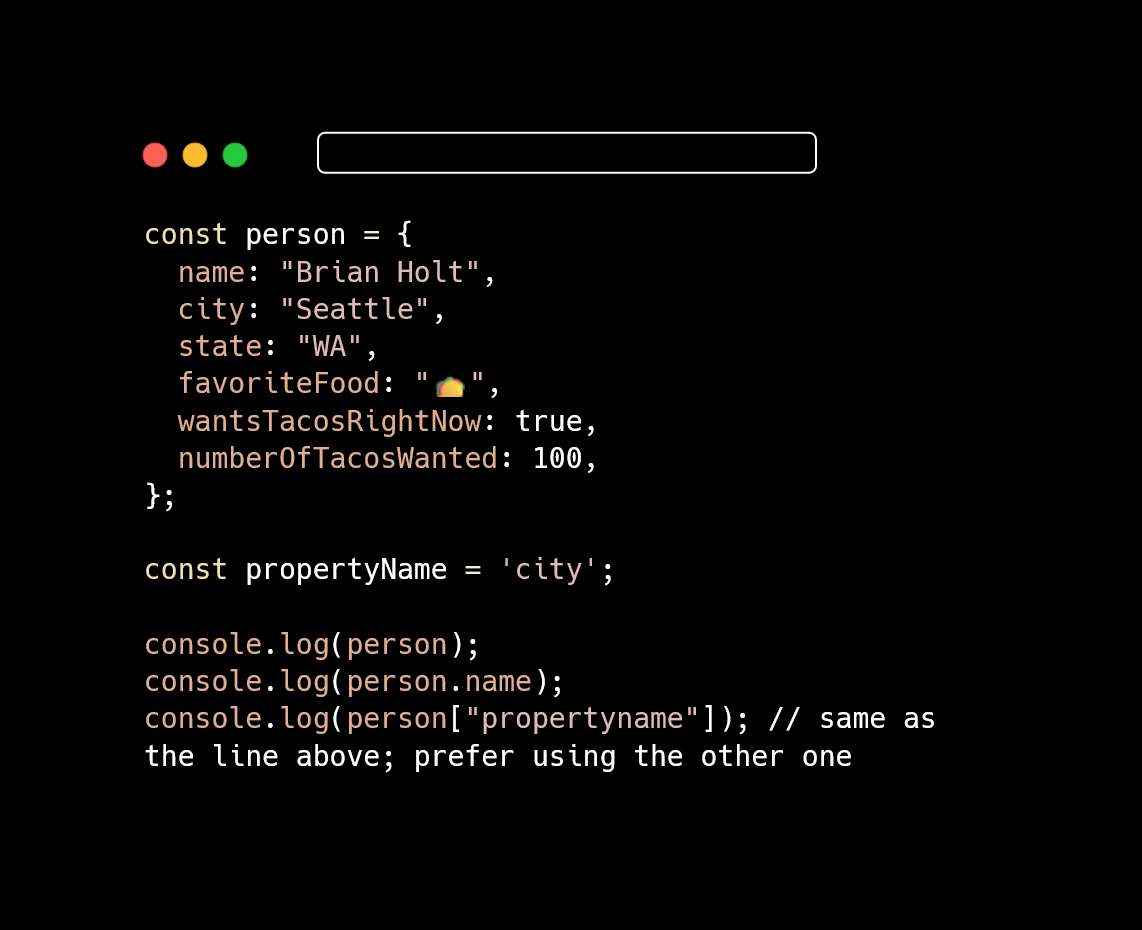 const person = {
  name: "Brian Holt",
  city: "Seattle",
  state: "WA",
  favoriteFood: "🌮",
  wantsTacosRightNow: true,
  numberOfTacosWanted: 100,
};
const propertyName = 'city';
console.log(person);
console.log(person.name);
console.log(person["propertyname"]); // same as
the line above; prefer using the other one